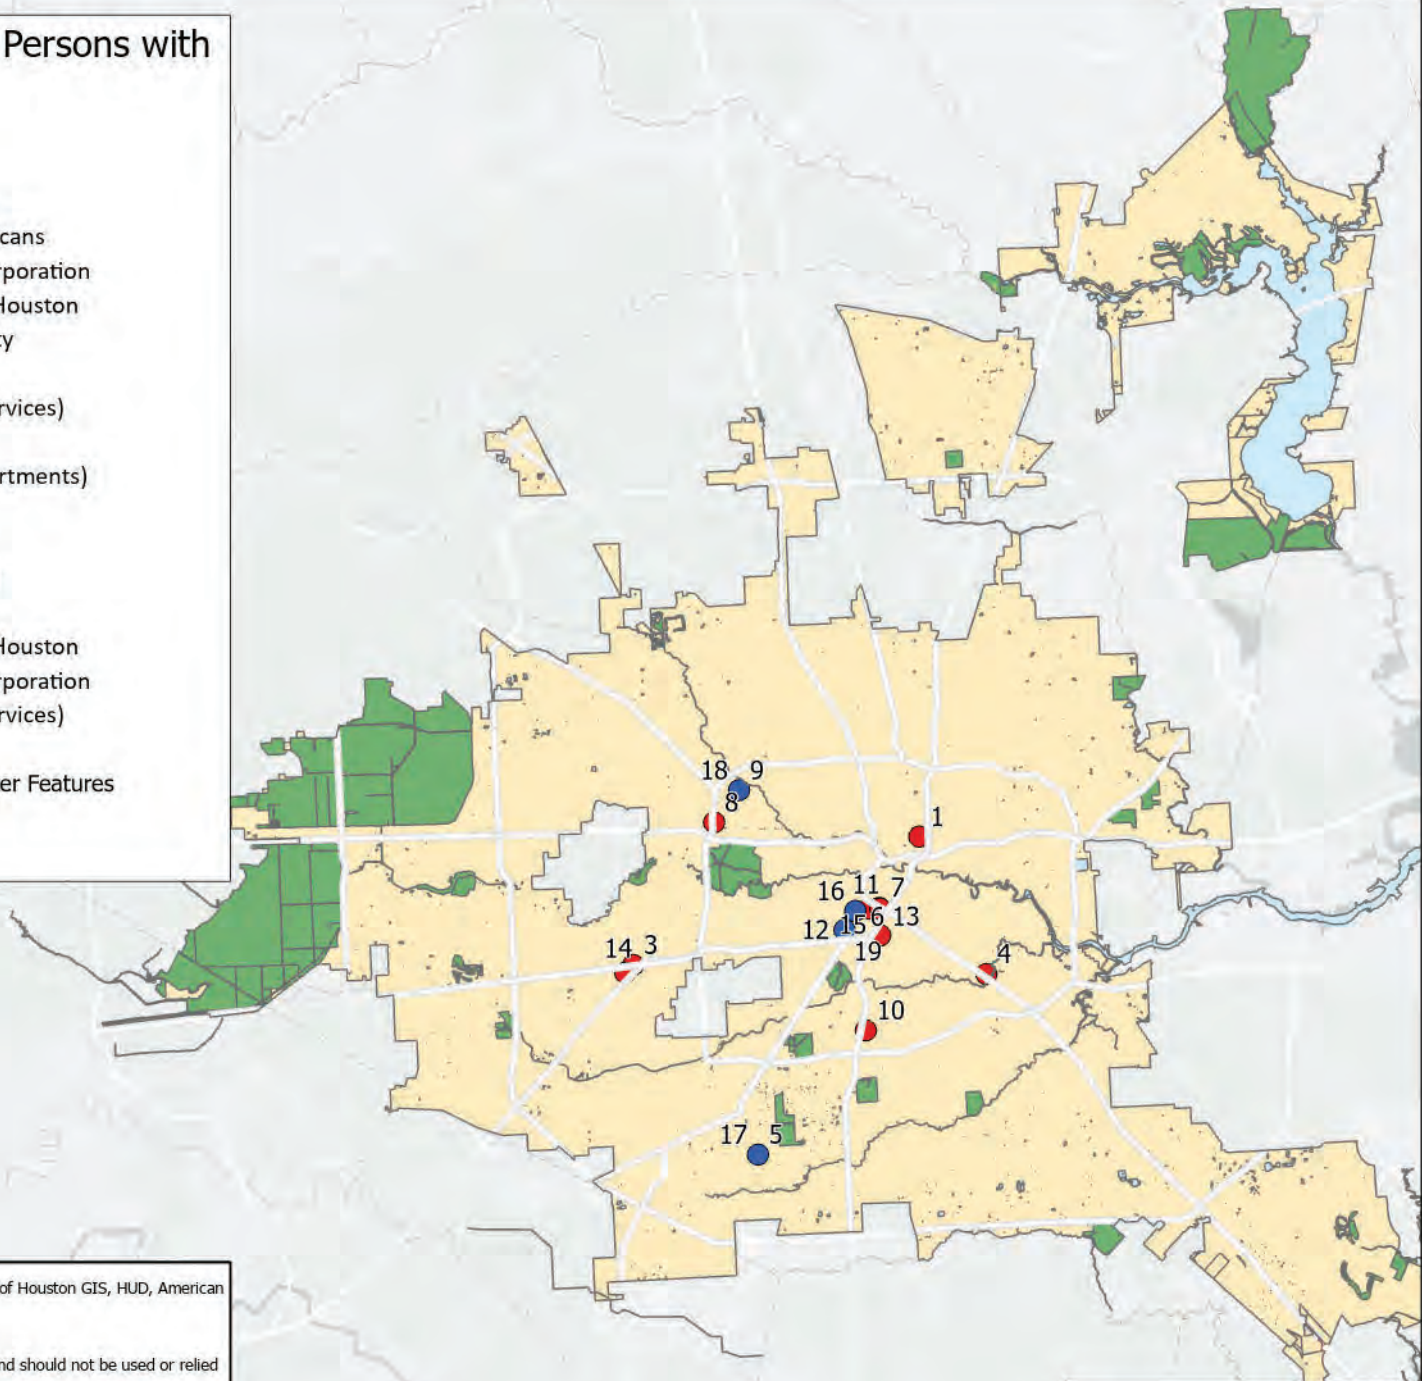 Persons with
cans
rporation
Houston
ty
rvices)
rtments)
Houston
rporation
rvices)
er Features
18 9
8
1
16 11 7
12 15 6 13
19
14 3
4
10
17 5
of Houston GIS, HUD, American
nd should not be used or relied